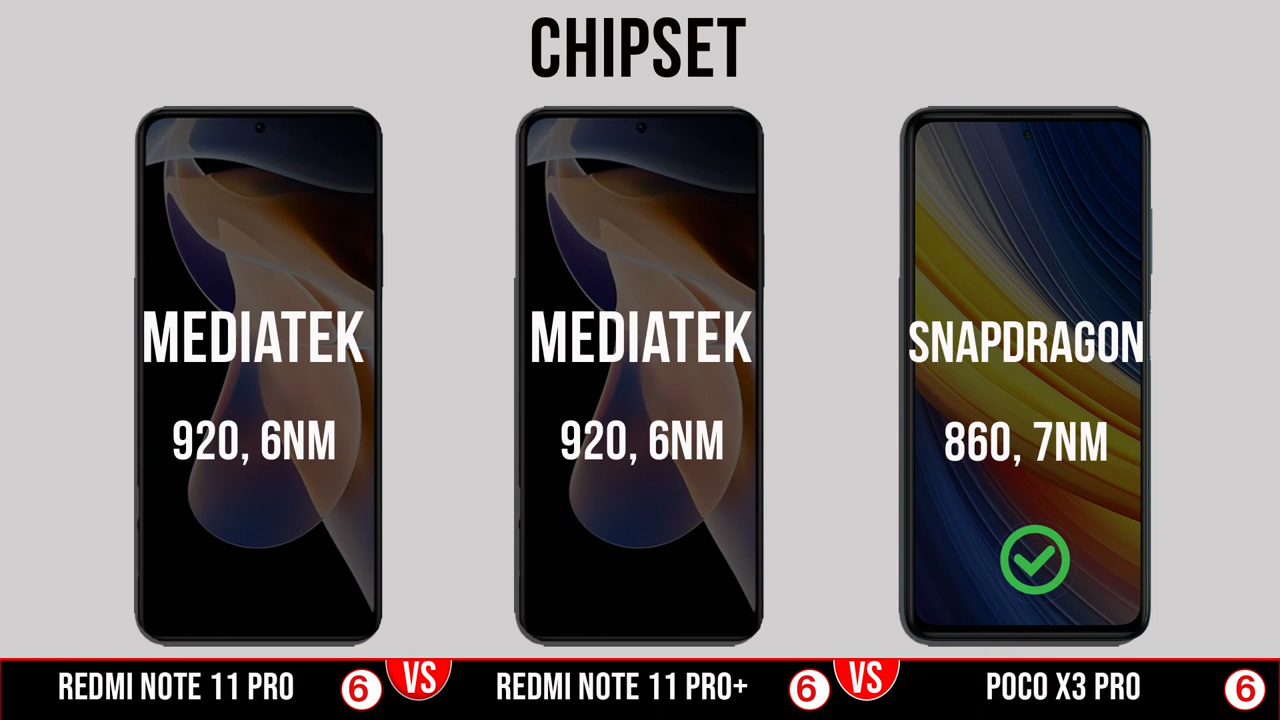 CHIPSET
MEDIATEK
920, 6NM
MEDIATEK
920, 6NM
SNAPDRAGON
860, 7NM
REDMI NOTE 11 PRO 6 VS REDMI NOTE 11 PRO+ 6 VS POCO X3 PRO 6